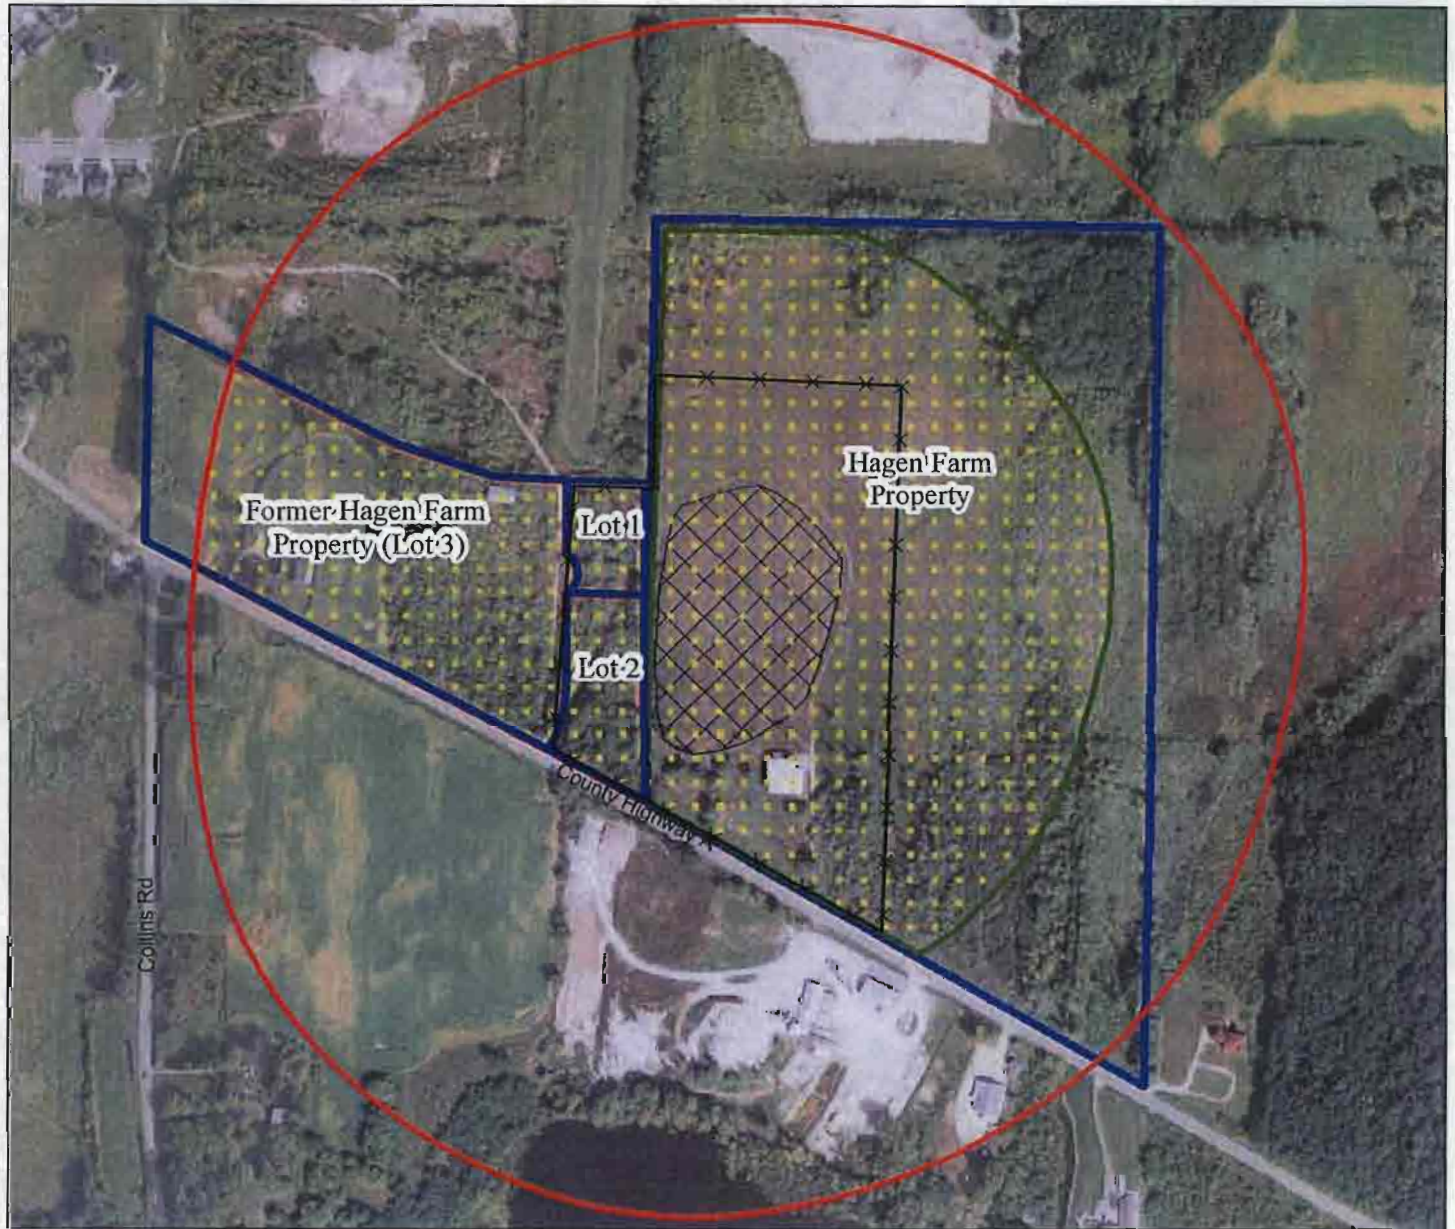 Hagen Farm
Property
Former Hagen Farm
Property (Lot 3)
Lot 1
Lot 2
County Highway A
Collins Rd